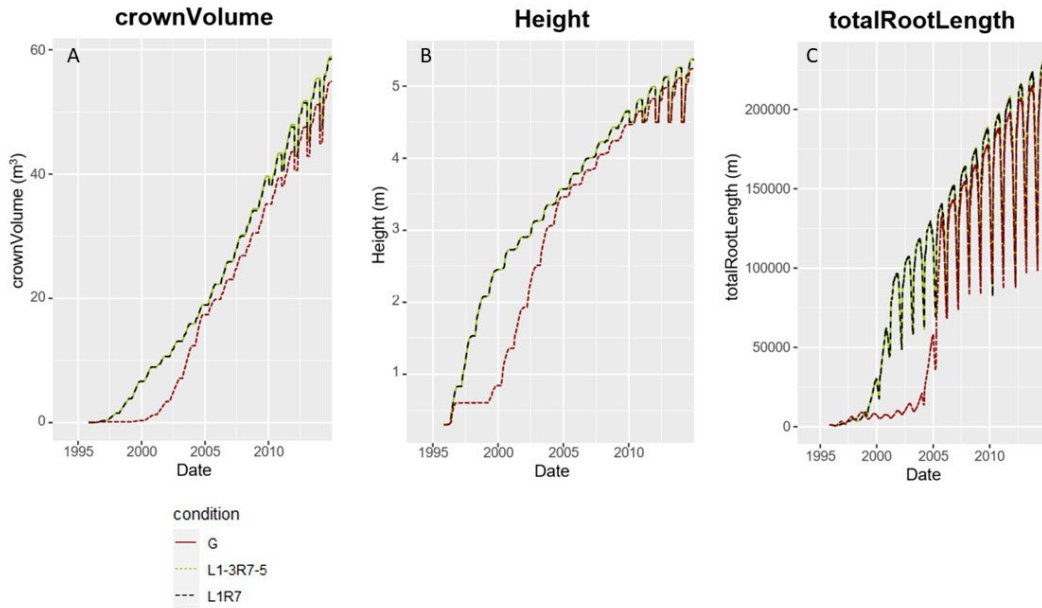 crownVolume
A
60
40
20
0
crownVolume (m³)
1995
2000
2005
2010
Date
Height
B
5
4
3
2
1
Height (m)
1995
2000
2005
2010
Date
totalRootLength
C
200000
150000
100000
50000
0
totalRootLength (m)
1995
2000
2005
2010
Date
condition
G
L1-3R7-5
L1R7